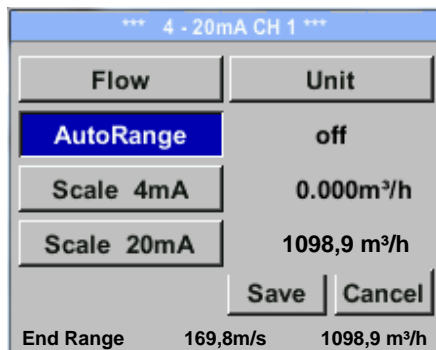 *** 4 - 20mA CH 1 ***
Flow Unit
AutoRange off
Scale 4mA 0.000m³/h
Scale 20mA 1098,9 m³/h
Save Cancel
End Range 169,8m/s 1098,9 m³/h